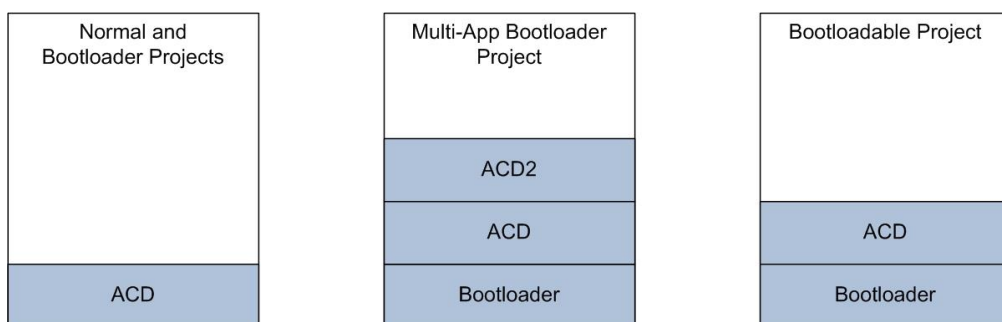 Normal and
Bootloader Projects
ACD
Multi-App Bootloader
Project
ACD2
ACD
Bootloader
Bootloadable Project
ACD
Bootloader